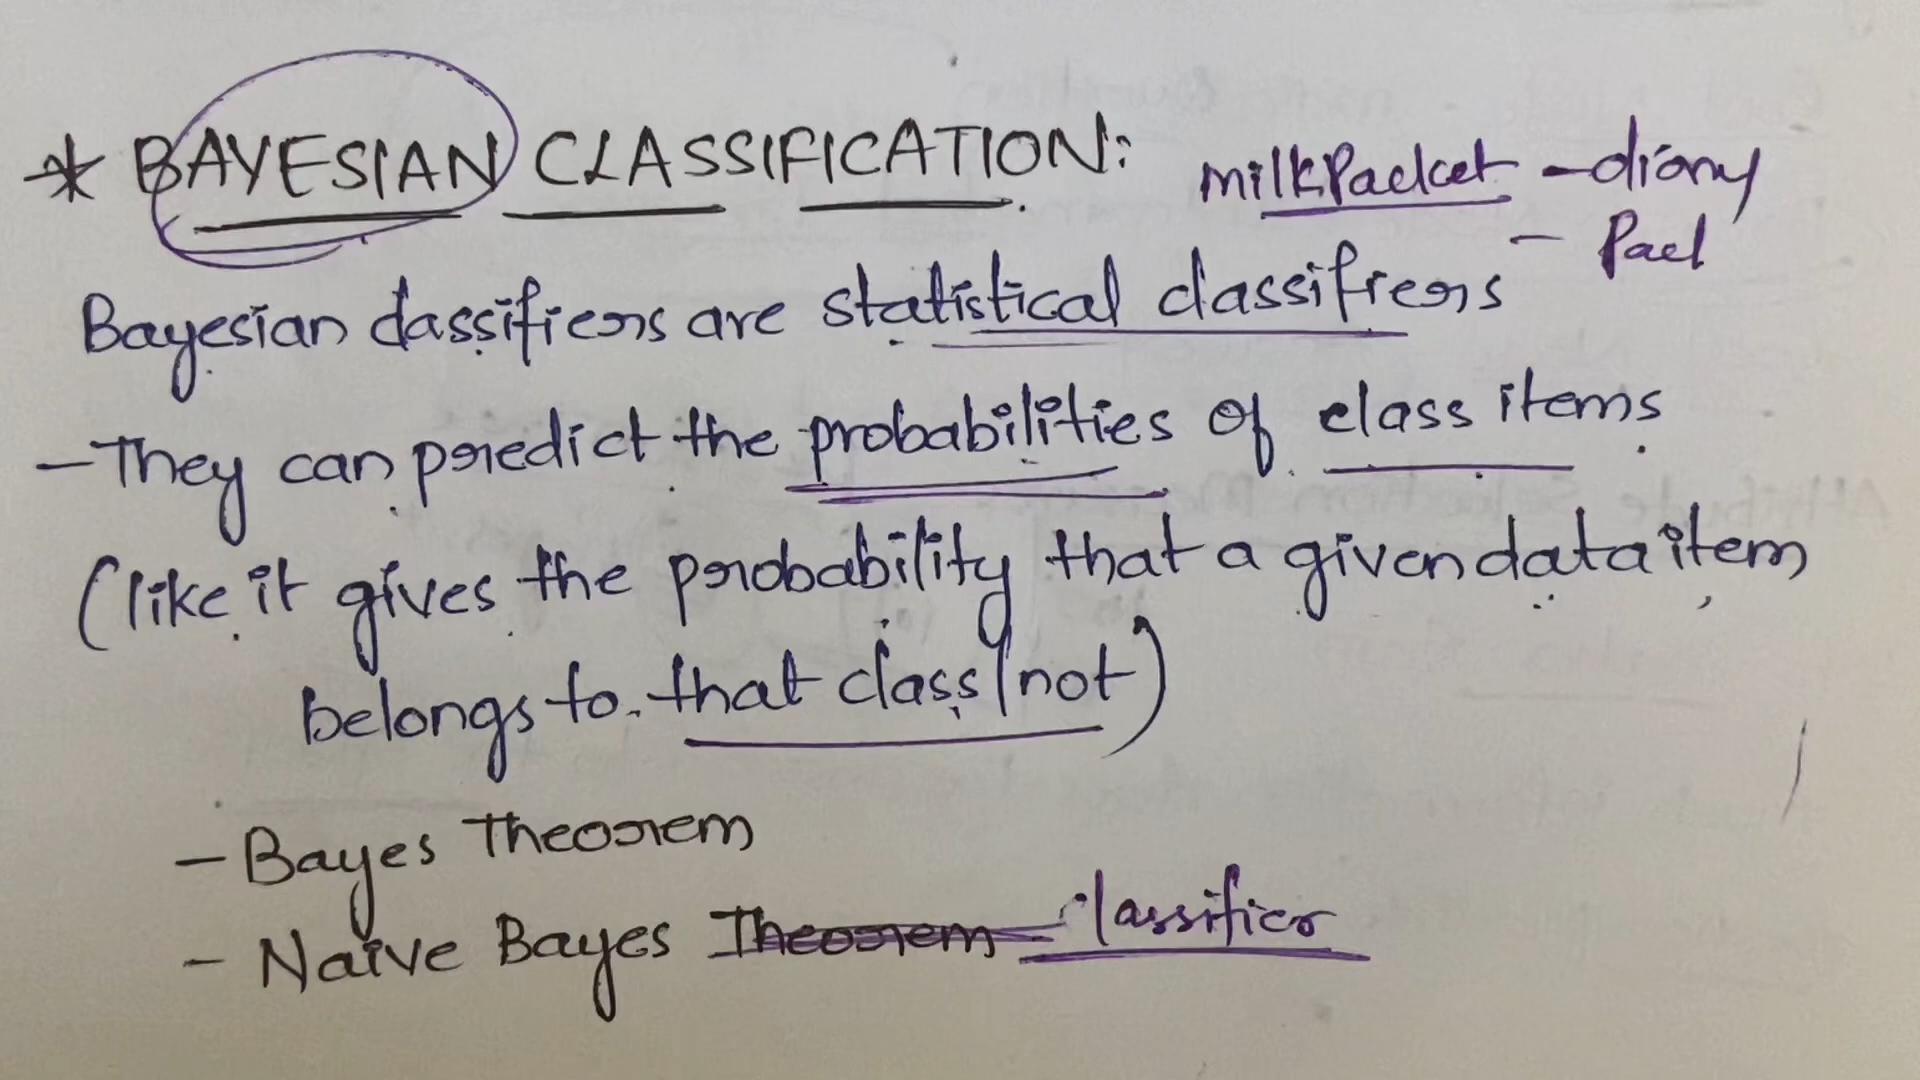 * BAYESIAN CLASSIFICATION:
milkPacket - diary
- Pack
Bayesian classifiers are statistical classifiers
- They can predict the probabilities of class items
(like it gives the probability that a given data item
belongs to that class/not)
- Bayes Theorem
- Naive Bayes Theorem Classifier